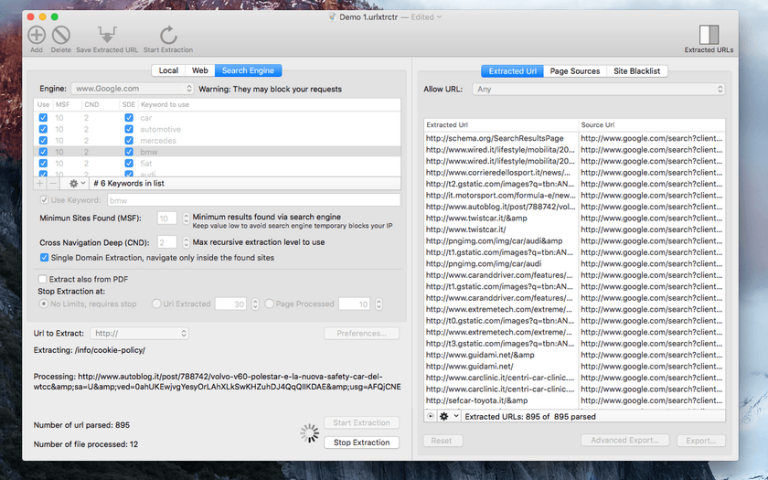 Demo 1.urlxtrctr — Edited
Add Delete Save Extracted URL Start Extraction Extracted URLs
Local Web Search Engine
Engine: www.Google.com Warning: They may block your requests
Use MSF CND SDE Keyword to use
10 2 car
10 2 automotive
10 2 mercedes
10 2 bmw
10 2 fiat
10 2 audi
# 6 Keywords in list
Use Keyword: bmw
Minimun Sites Found (MSF): 10 Minimum results found via search engine
Keep value low to avoid search engine temporary blocks your IP
Cross Navigation Deep (CND): 2 Max recursive extraction level to use
Single Domain Extraction, navigate only inside the found sites
Extract also from PDF
Stop Extraction at:
No Limits, requires stop Url Extracted 30 Page Processed 10
Url to Extract: http:// Preferences...
Extracting: /info/cookie-policy/
Processing: http://www.autoblog.it/post/788742/volvo-v60-polestar-e-la-nuova-safety-car-del-
Number of url parsed: 895
Start Extraction
Number of file processed: 12
Stop Extraction
Extracted Url Page Sources Site Blacklist
Allow URL: Any
Extracted Url Source Url
http://schema.org/SearchResultsPage http://www.google.com/search?client...
http://www.wired.it/lifestyle/mobilita/20... http://www.google.com/search?client...
http://www.wired.it/lifestyle/mobilita/20... http://www.google.com/search?client...
http://www.corrieredellosport.it/news/... http://www.google.com/search?client...
http://t2.gstatic.com/images?q=tbn:AN... http://www.google.com/search?client...
http://it.motorsport.com/formula-e/new... http://www.google.com/search?client...
http://www.autoblog.it/post/788742/vol... http://www.google.com/search?client...
http://www.twistcar.it/&amp http://www.google.com/search?client...
http://www.twistcar.it/ http://www.google.com/search?client...
http://pngimg.com/img/car/audi&amp http://www.google.com/search?client...
http://pngimg.com/img/car/audi http://www.google.com/search?client...
http://t1.gstatic.com/images?q=tbn:AN... http://www.google.com/search?client...
http://www.caranddriver.com/features/... http://www.google.com/search?client...
http://t1.gstatic.com/images?q=tbn:AN... http://www.google.com/search?client...
http://www.caranddriver.com/features/... http://www.google.com/search?client...
http://www.extremetech.com/extreme/... http://www.google.com/search?client...
http://t0.gstatic.com/images?q=tbn:AN... http://www.google.com/search?client...
http://www.extremetech.com/extreme/... http://www.google.com/search?client...
http://t3.gstatic.com/images?q=tbn:AN... http://www.google.com/search?client...
http://www.guidami.net/&amp http://www.google.com/search?client...
http://www.guidami.net/ http://www.google.com/search?client...
http://www.carclinic.it/centri-car-clinic... http://www.google.com/search?client...
http://www.carclinic.it/centri-car-clinic... http://www.google.com/search?client...
http://sefcar-toyota.it/&amp http://www.google.com/search?client...
Extracted URLs: 895 of 895 parsed
Reset Advanced Export... Export...